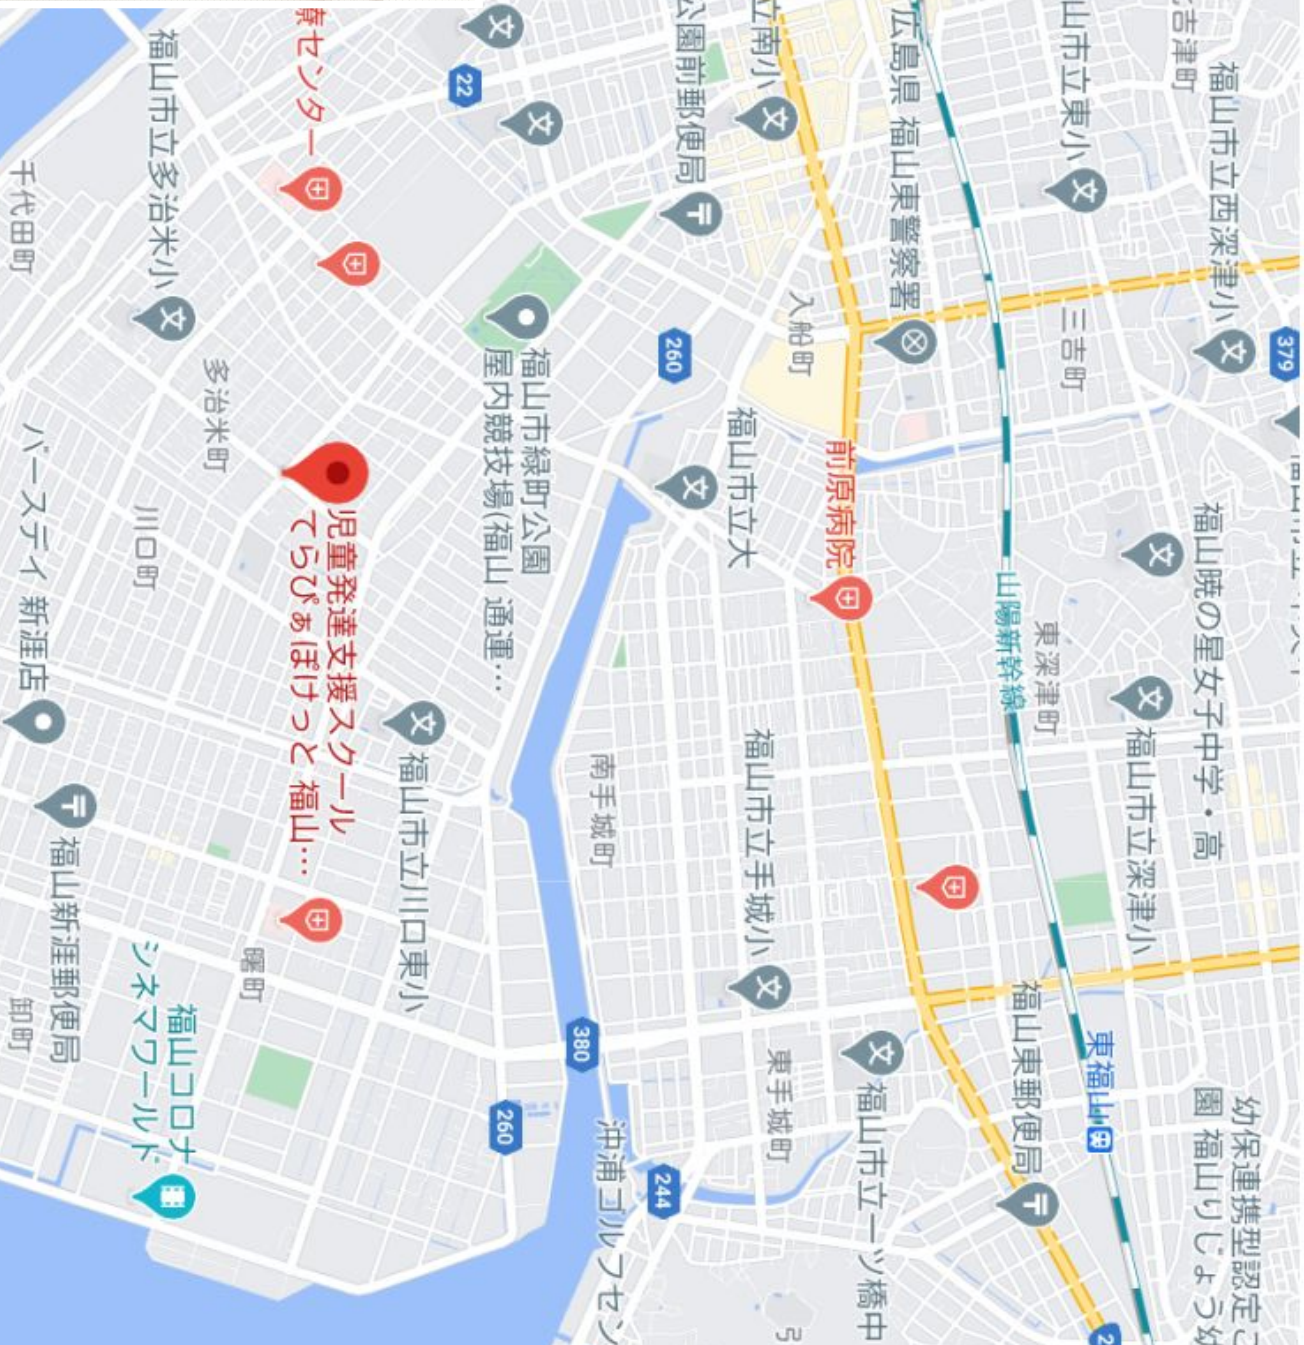 379
福山市立西深津小
吉津町
幼保連携型認定こ
園 福山りじょう幼
福山暁の星女子中学・高
福山市立深津小
山市立東小
三吉町
東深津町
東福山
山陽新幹線
福山東郵便局
広島県 福山東警察署
福山市立一ツ橋中
前原病院
入船町
立南小
福山市立大
福山市立手城小
東手城町
公園前郵便局
260
244
南手城町
沖浦ゴルフセン
380
福山市緑町公園
屋内競技場(福山 通運…
260
22
福山市立川口東小
療センター
児童発達支援スクール
てらぴぁぽけっと 福山…
曙町
多治米町
福山市立多治米小
川口町
福山コロナ
シネマワールド
福山新涯郵便局
千代田町
バースデイ 新涯店
卸町